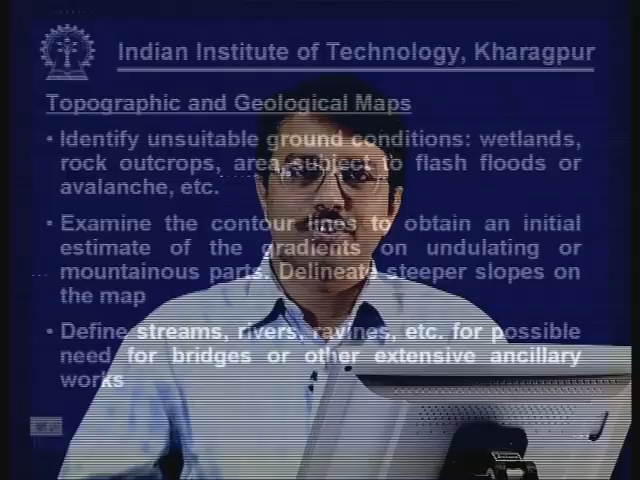 Indian Institute of Technology, Kharagpur
Topographic and Geological Maps
• Identify unsuitable ground conditions: wetlands,
rock outcrops, area subject to flash floods or
avalanche, etc.
• Examine the contour lines to obtain an initial
estimate of the gradients on undulating or
mountainous parts. Delineate steeper slopes on
the map
• Define streams, rivers, ravines, etc. for possible
need for bridges or other extensive ancillary
works